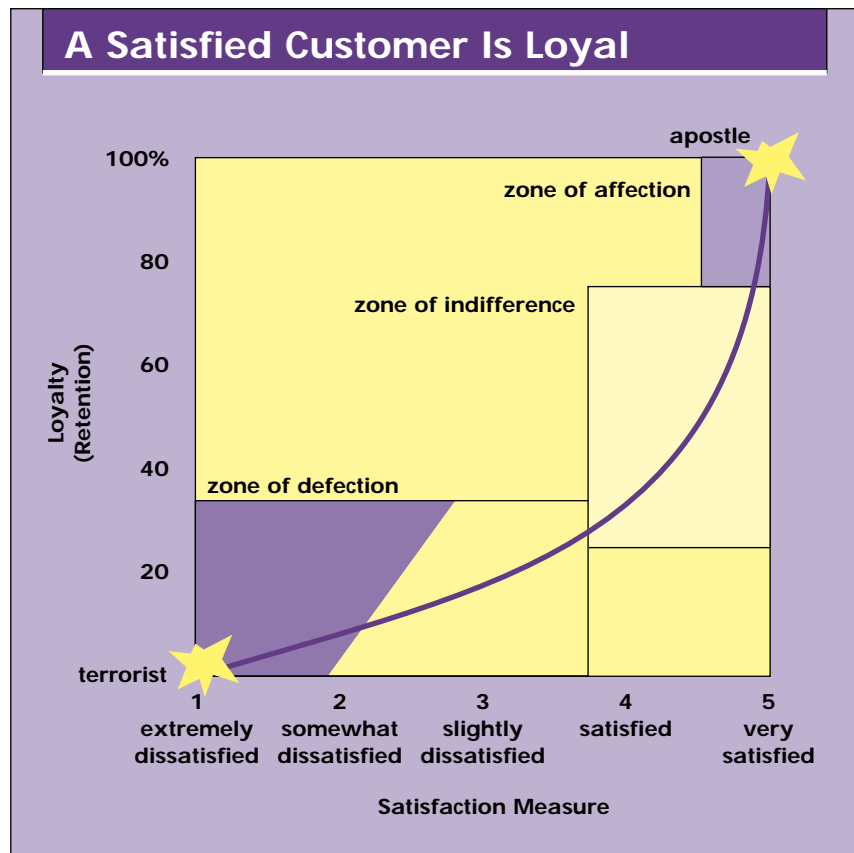 A Satisfied Customer Is Loyal
apostle
100%
zone of affection
80
zone of indifference
60
Loyalty
(Retention)
40
zone of defection
20
terrorist
1
extremely
dissatisfied
2
somewhat
dissatisfied
3
slightly
dissatisfied
4
satisfied
5
very
satisfied
Satisfaction Measure